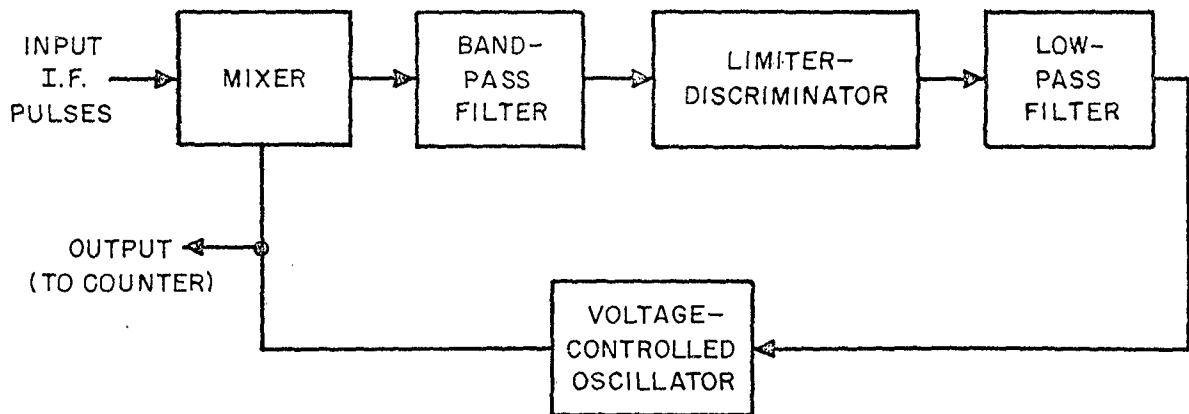 INPUT
I.F.
PULSES
MIXER
BAND-
PASS
FILTER
LIMITER-
DISCRIMINATOR
LOW-
PASS
FILTER
OUTPUT
(TO COUNTER)
VOLTAGE-
CONTROLLED
OSCILLATOR